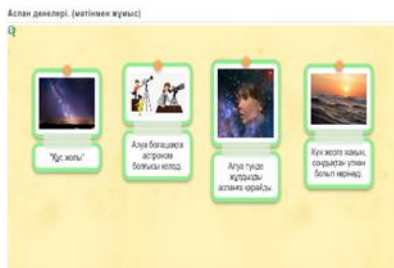 Аспан денелері. (мәтінмен жұмыс)
"Құс жолы"
Алуа болашақта
астроном
болғысы келеді.
Алуа түнде
жұлдызды
аспанға қарайды.
Күн жерге жақын,
сондықтан үлкен
болып көрінеді.